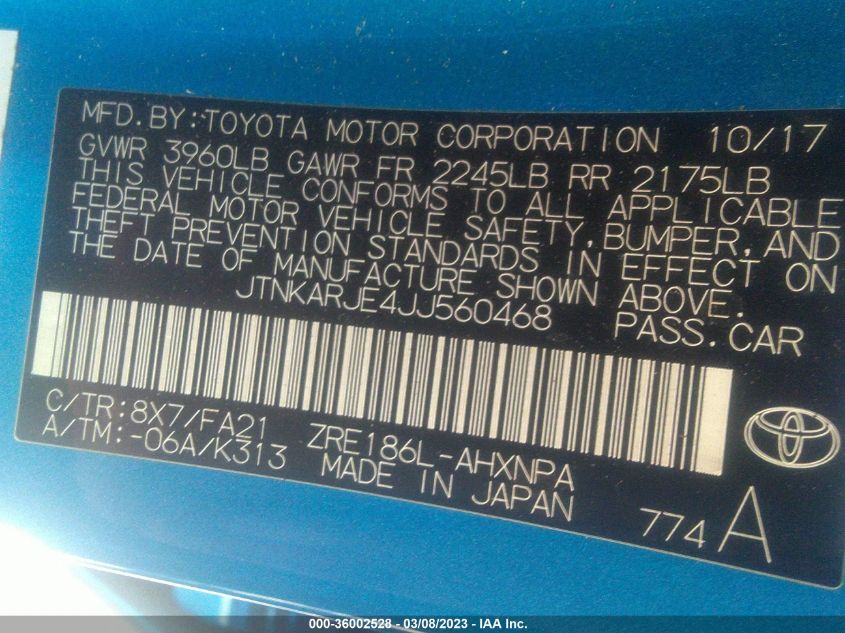 MFD.BY:TOYOTA MOTOR CORPORATION 10/17
GVWR 3960LB GAWR FR 2245LB RR 2175LB
THIS VEHICLE CONFORMS TO ALL APPLICABLE
FEDERAL MOTOR VEHICLE SAFETY, BUMPER, AND
THEFT PREVENTION STANDARDS IN EFFECT ON
THE DATE OF MANUFACTURE SHOWN ABOVE.
JTNKARJE4JJ560468 PASS.CAR
C/TR:8X7/FA21 ZRE186L-AHXNPA
A/TM:-06A/K313 MADE IN JAPAN
774 A
000-36002528 - 03/08/2023 - IAA Inc.